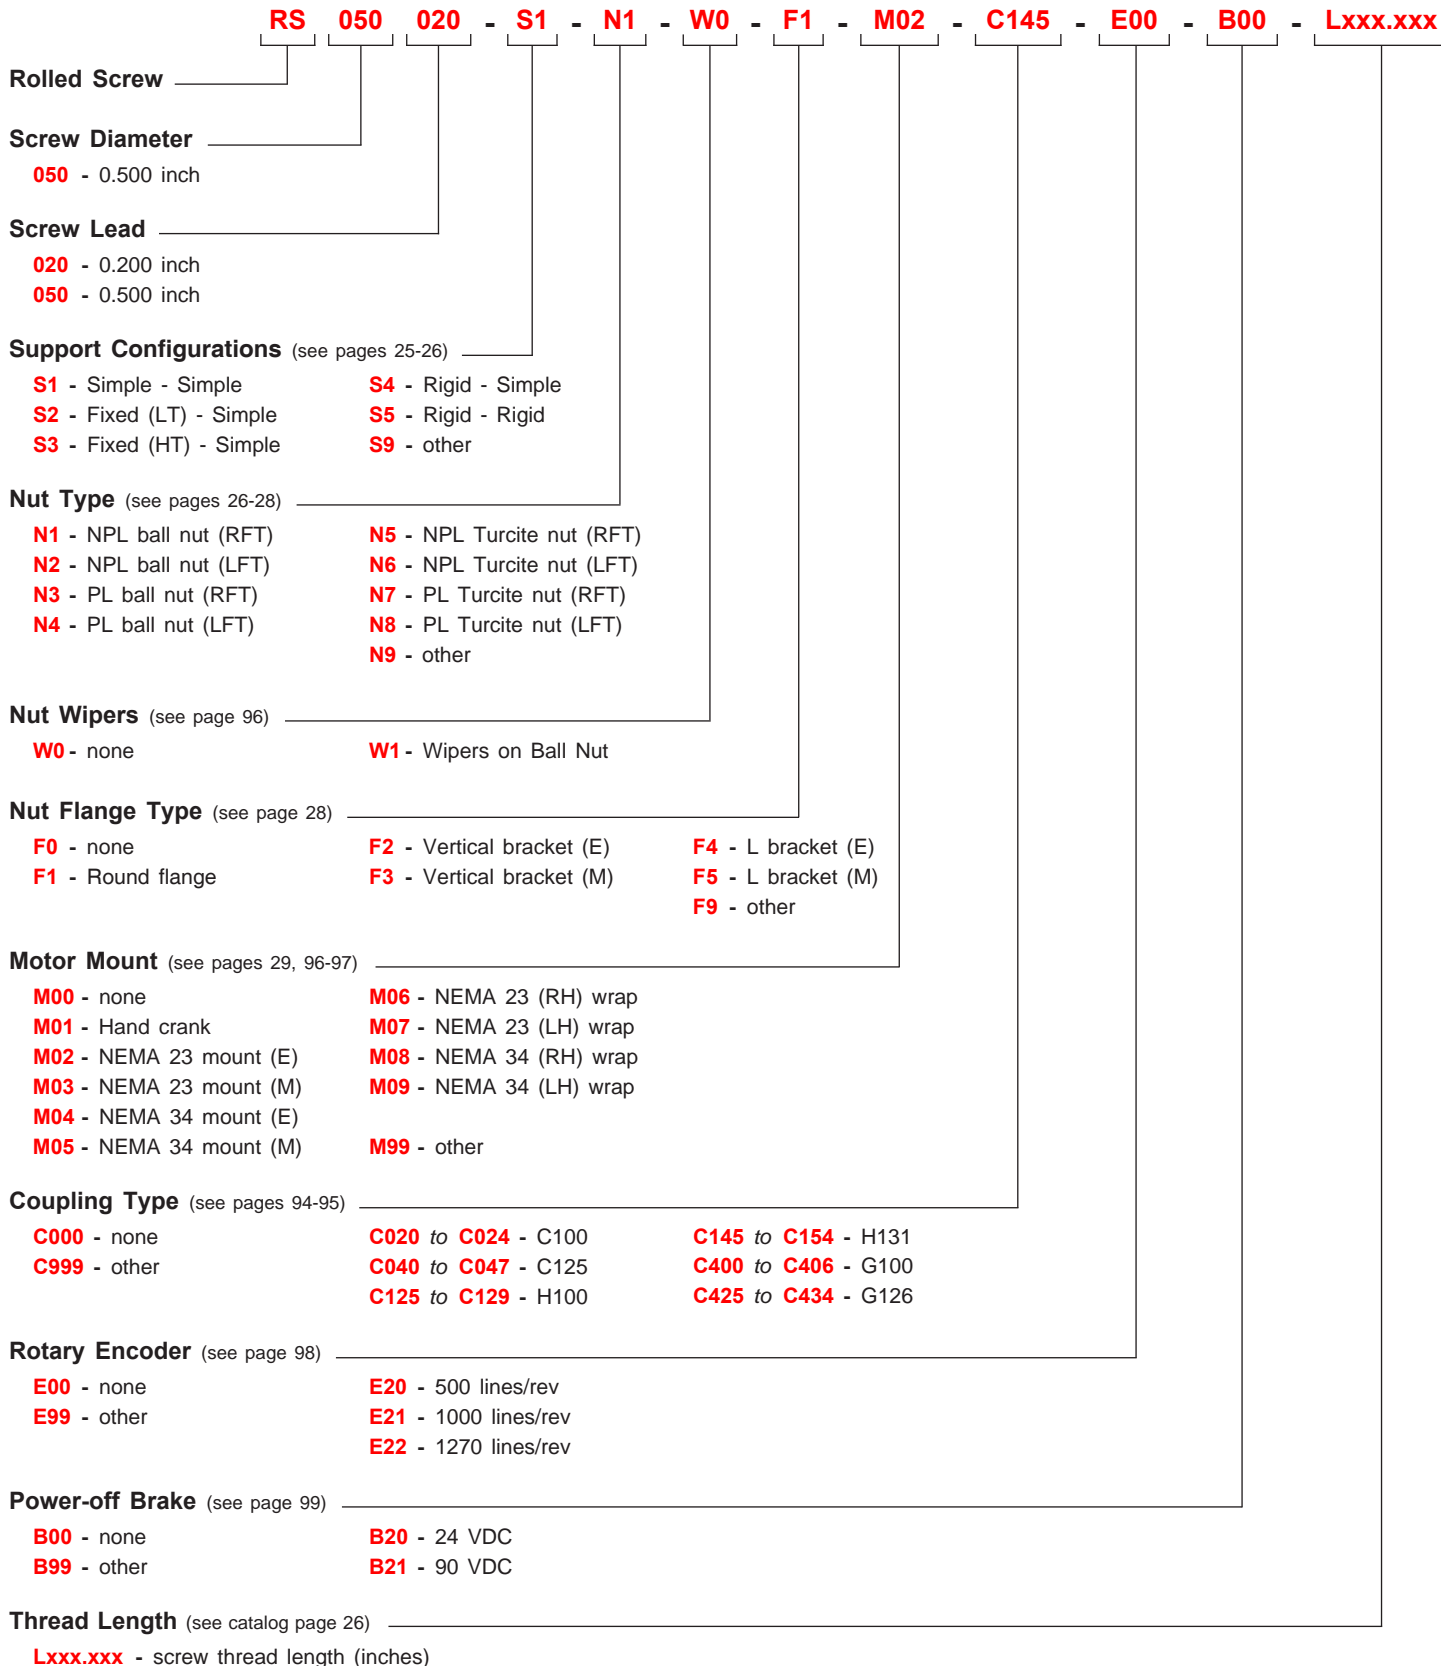 RS 050 020 - S1 - N1 - W0 - F1 - M02 - C145 - E00 - B00 - Lxxx.xxx
Rolled Screw
Screw Diameter
050 - 0.500 inch
Screw Lead
020 - 0.200 inch
050 - 0.500 inch
Support Configurations (see pages 25-26)
S1 - Simple - Simple S4 - Rigid - Simple
S2 - Fixed (LT) - Simple S5 - Rigid - Rigid
S3 - Fixed (HT) - Simple S9 - other
Nut Type (see pages 26-28)
N1 - NPL ball nut (RFT) N5 - NPL Turcite nut (RFT)
N2 - NPL ball nut (LFT) N6 - NPL Turcite nut (LFT)
N3 - PL ball nut (RFT) N7 - PL Turcite nut (RFT)
N4 - PL ball nut (LFT) N8 - PL Turcite nut (LFT)
N9 - other
Nut Wipers (see page 96)
W0 - none W1 - Wipers on Ball Nut
Nut Flange Type (see page 28)
F0 - none F2 - Vertical bracket (E) F4 - L bracket (E)
F1 - Round flange F3 - Vertical bracket (M) F5 - L bracket (M)
F9 - other
Motor Mount (see pages 29, 96-97)
M00 - none M06 - NEMA 23 (RH) wrap
M01 - Hand crank M07 - NEMA 23 (LH) wrap
M02 - NEMA 23 mount (E) M08 - NEMA 34 (RH) wrap
M03 - NEMA 23 mount (M) M09 - NEMA 34 (LH) wrap
M04 - NEMA 34 mount (E)
M05 - NEMA 34 mount (M) M99 - other
Coupling Type (see pages 94-95)
C000 - none C020 to C024 - C100 C145 to C154 - H131
C999 - other C040 to C047 - C125 C400 to C406 - G100
C125 to C129 - H100 C425 to C434 - G126
Rotary Encoder (see page 98)
E00 - none E20 - 500 lines/rev
E99 - other E21 - 1000 lines/rev
E22 - 1270 lines/rev
Power-off Brake (see page 99)
B00 - none B20 - 24 VDC
B99 - other B21 - 90 VDC
Thread Length (see catalog page 26)
Lxxx.xxx - screw thread length (inches)